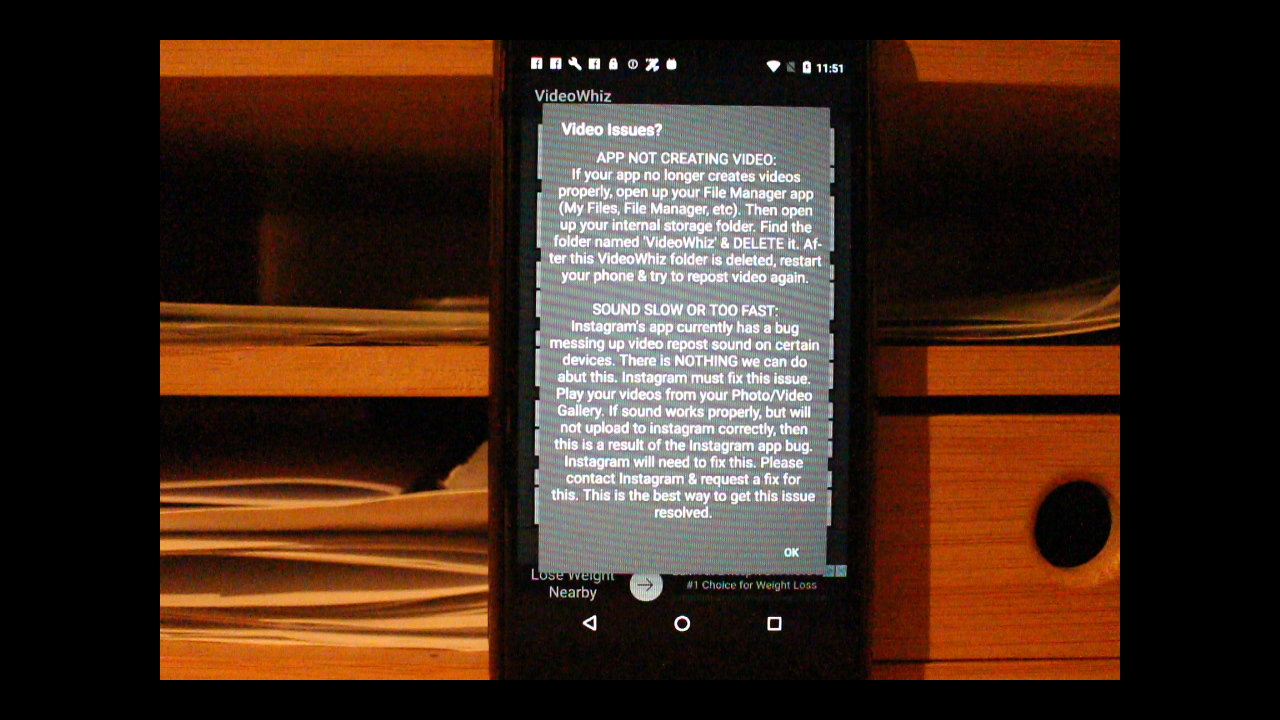 11:51
VideoWhiz
Video Issues?
APP NOT CREATING VIDEO:
If your app no longer creates videos
properly, open up your File Manager app
(My Files, File Manager, etc). Then open
up your internal storage folder. Find the
folder named 'VideoWhiz' & DELETE it. Af-
ter this VideoWhiz folder is deleted, restart
your phone & try to repost video again.
SOUND SLOW OR TOO FAST:
Instagram's app currently has a bug
messing up video repost sound on certain
devices. There is NOTHING we can do
abut this. Instagram must fix this issue.
Play your videos from your Photo/Video
Gallery. If sound works properly, but will
not upload to instagram correctly, then
this is a result of the Instagram app bug.
Instagram will need to fix this. Please
contact Instagram & request a fix for
this. This is the best way to get this issue
resolved.
OK
Lose Weight
Nearby
#1 Choice for Weight Loss